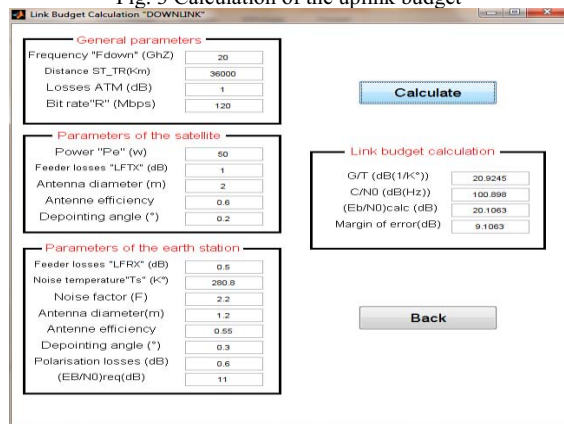 Fig. 3 Calculation of the uplink budget
Link Budget Calculation "DOWNLINK"
General parameters
Frequency "Fdown" (GhZ) 20
Distance ST_TR(Km) 36000
Losses ATM (dB) 1
Bit rate"R" (Mbps) 120
Calculate
Parameters of the satellite
Power "Pe" (w) 50
Feeder losses "LFTX" (dB) 1
Antenna diameter (m) 2
Antenne efficiency 0.6
Depointing angle (°) 0.2
Link budget calculation
G/T (dB(1/K°)) 20.9245
C/N0 (dB(Hz)) 100.898
(Eb/N0)calc (dB) 20.1063
Margin of error(dB) 9.1063
Parameters of the earth station
Feeder losses "LFRX" (dB) 0.5
Noise temperature"Ts" (K°) 280.8
Noise factor (F) 2.2
Antenna diameter(m) 1.2
Antenne efficiency 0.55
Depointing angle (°) 0.3
Polarisation losses (dB) 0.6
(EB/N0)req(dB) 11
Back